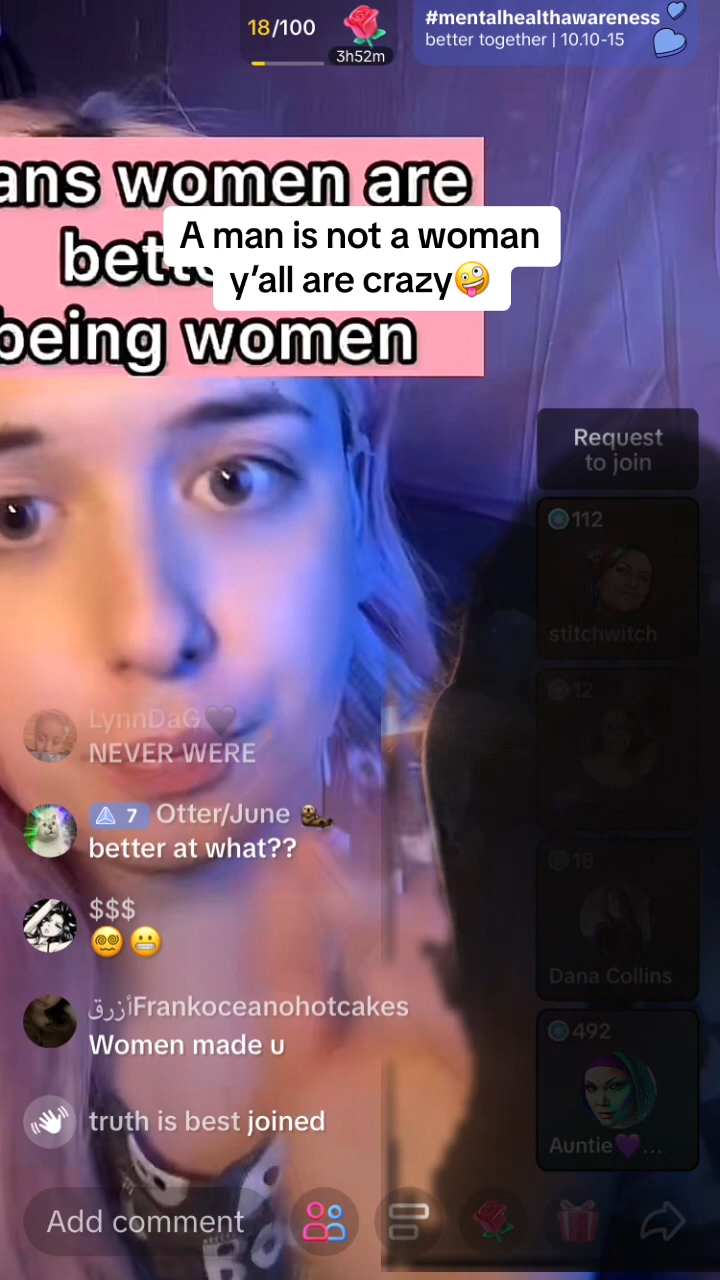 18/100
3h52m
#mentalhealthawareness
better together | 10.10-15
ans women are
bett
being women
A man is not a woman
y’all are crazy🤪
Request
to join
112
stitchwitch
12
18
Dana Collins
492
Auntie💜...
LynnDaG🖤
NEVER WERE
7 Otter/June 🦦
better at what??
$$$
😵‍💫😬
أزرقFrankoceanohotcakes
Women made u
truth is best joined
Add comment